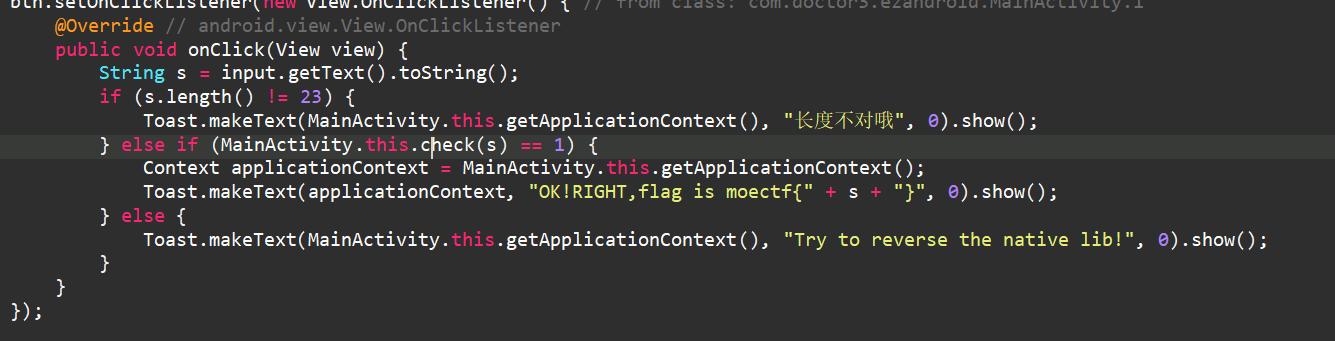 btn.setOnClickListener(new View.OnClickListener() { // from class: com.doctor3.ezandroid.MainActivity.1
@Override // android.view.View.OnClickListener
public void onClick(View view) {
String s = input.getText().toString();
if (s.length() != 23) {
Toast.makeText(MainActivity.this.getApplicationContext(), "长度不对哦", 0).show();
} else if (MainActivity.this.check(s) == 1) {
Context applicationContext = MainActivity.this.getApplicationContext();
Toast.makeText(applicationContext, "OK!RIGHT,flag is moectf{" + s + "}", 0).show();
} else {
Toast.makeText(MainActivity.this.getApplicationContext(), "Try to reverse the native lib!", 0).show();
}
}
});